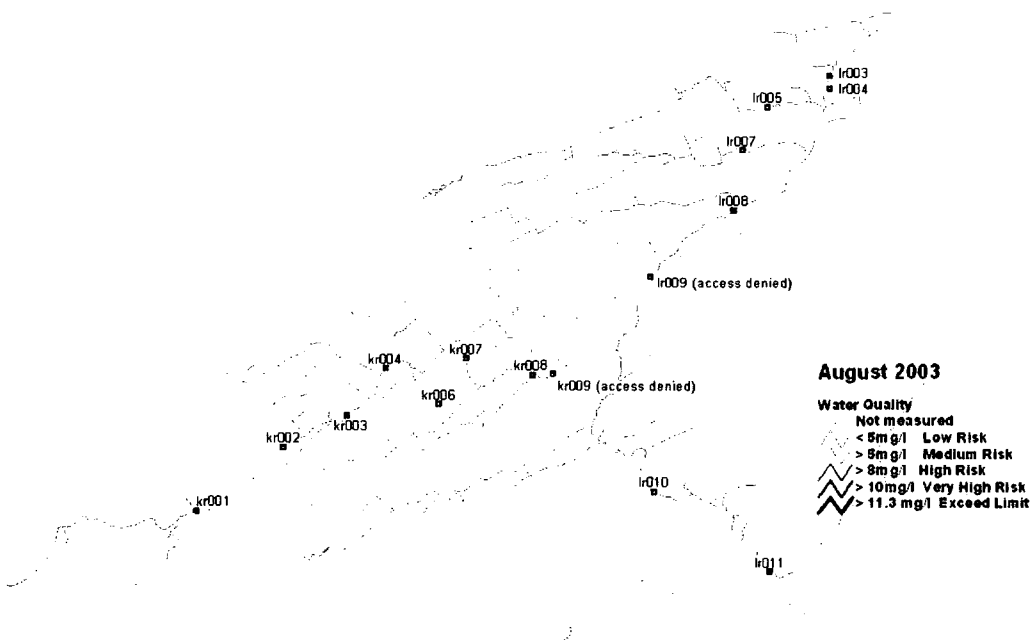 lr003
lr004
lr005
lr007
lr008
lr009 (access denied)
kr004
kr007
kr008
kr009 (access denied)
kr006
kr003
kr002
kr001
lr010
lr011
August 2003
Water Quality
Not measured
< 5mg/l Low Risk
> 5mg/l Medium Risk
> 8mg/l High Risk
> 10mg/l Very High Risk
> 11.3 mg/l Exceed Limit